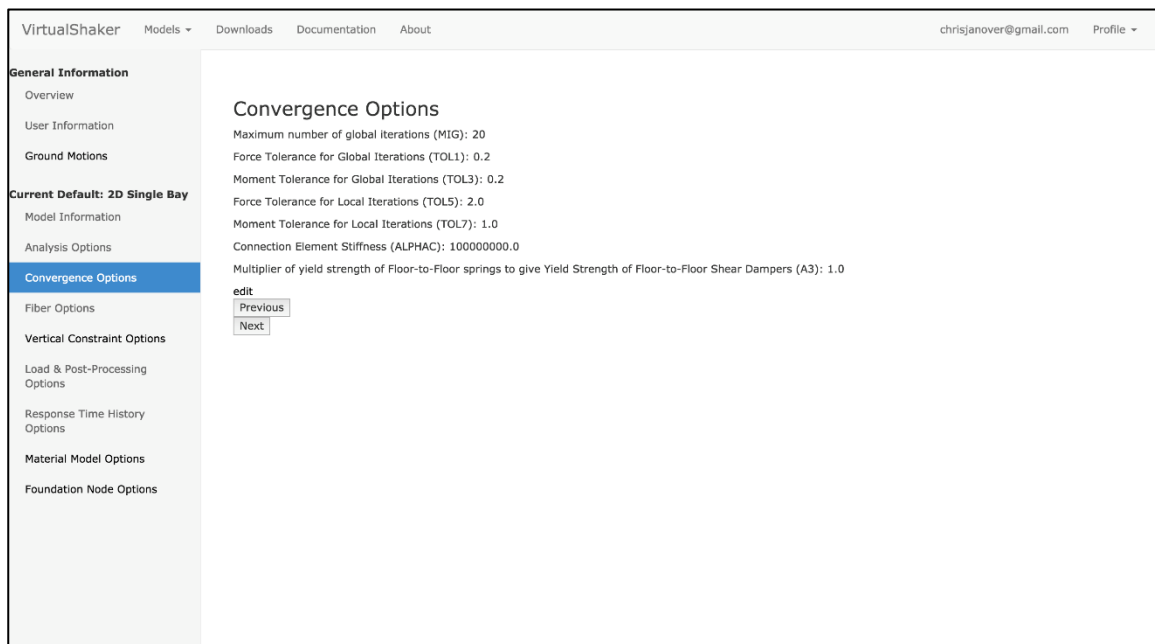 VirtualShaker Models Downloads Documentation About chrisjanover@gmail.com Profile
General Information
Overview
User Information
Ground Motions
Current Default: 2D Single Bay
Model Information
Analysis Options
Convergence Options
Fiber Options
Vertical Constraint Options
Load & Post-Processing
Options
Response Time History
Options
Material Model Options
Foundation Node Options
Convergence Options
Maximum number of global iterations (MIG): 20
Force Tolerance for Global Iterations (TOL1): 0.2
Moment Tolerance for Global Iterations (TOL3): 0.2
Force Tolerance for Local Iterations (TOL5): 2.0
Moment Tolerance for Local Iterations (TOL7): 1.0
Connection Element Stiffness (ALPHAC): 100000000.0
Multiplier of yield strength of Floor-to-Floor springs to give Yield Strength of Floor-to-Floor Shear Dampers (A3): 1.0
edit
Previous
Next